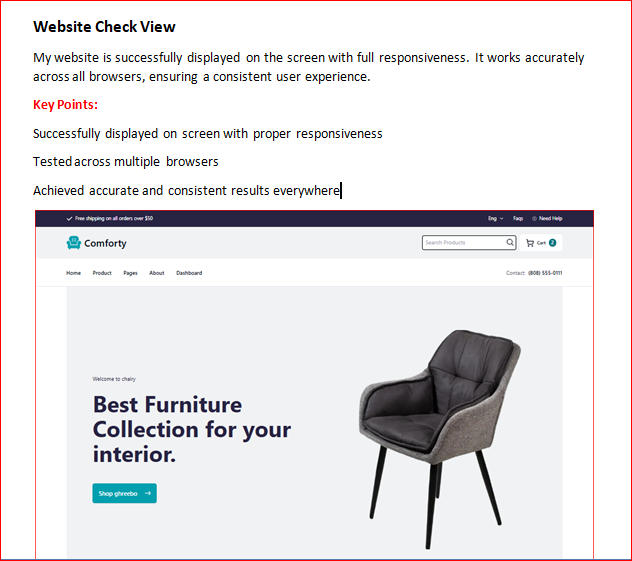 Website Check View
My website is successfully displayed on the screen with full responsiveness. It works accurately
across all browsers, ensuring a consistent user experience.
Key Points:
Successfully displayed on screen with proper responsiveness
Tested across multiple browsers
Achieved accurate and consistent results everywhere
Free shipping on all orders over $50 Eng Faqs Need Help
Comforty Search Products Cart 2
Home Product Pages About Dashboard Contact: (808) 555-0111
Welcome to chairy
Best Furniture
Collection for your
interior.
Shop ghreebo